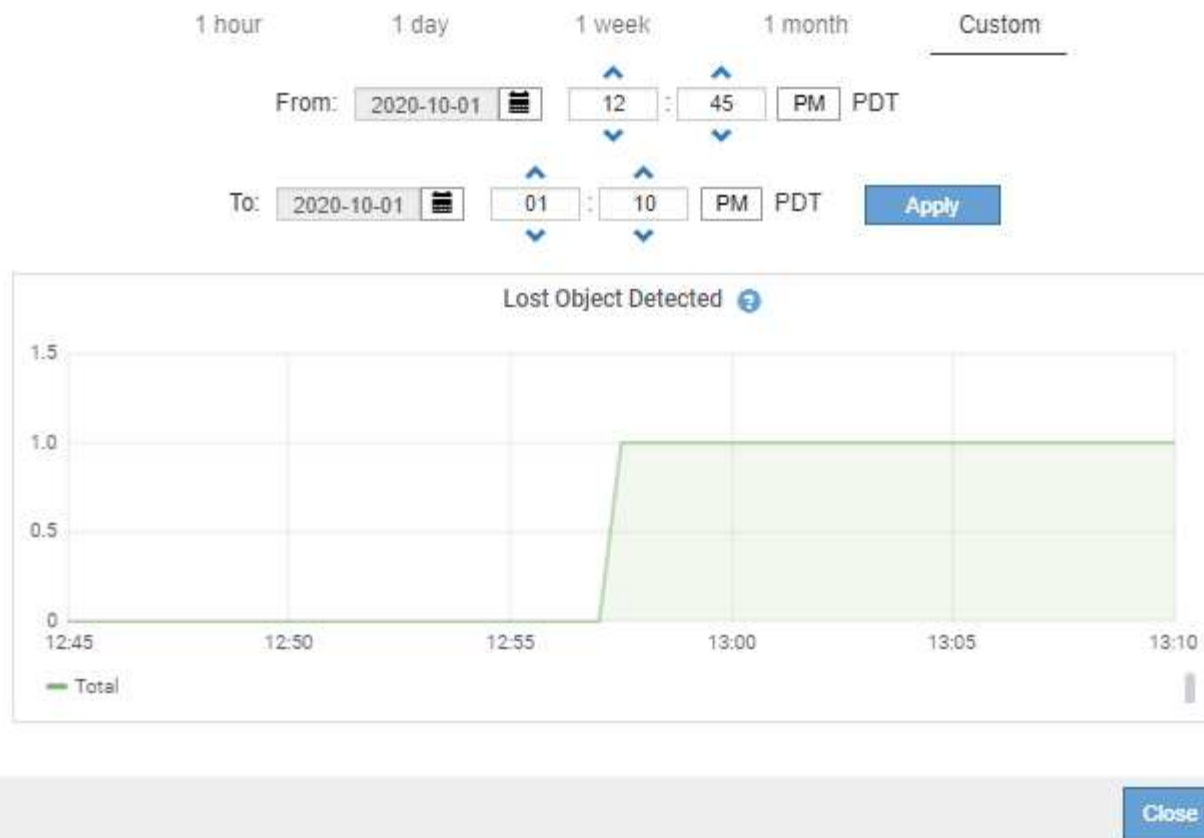 1 hour 1 day 1 week 1 month Custom
From: 2020-10-01 12 : 45 PM PDT
To: 2020-10-01 01 : 10 PM PDT Apply
Lost Object Detected ?
1.5
1.0
0.5
0
12:45 12:50 12:55 13:00 13:05 13:10
Total
Close